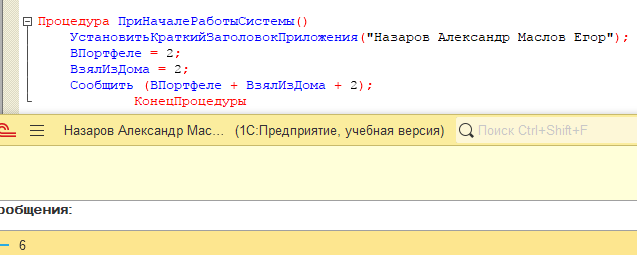 Процедура ПриНачалеРаботыСистемы()
УстановитьКраткийЗаголовокПриложения("Назаров Александр Маслов Егор");
ВПортфеле = 2;
ВзялИзДома = 2;
Сообщить (ВПортфеле + ВзялИзДома + 2);
КонецПроцедуры
Назаров Александр Мас... (1С:Предприятие, учебная версия) Поиск Ctrl+Shift+F
ообщения:
– 6